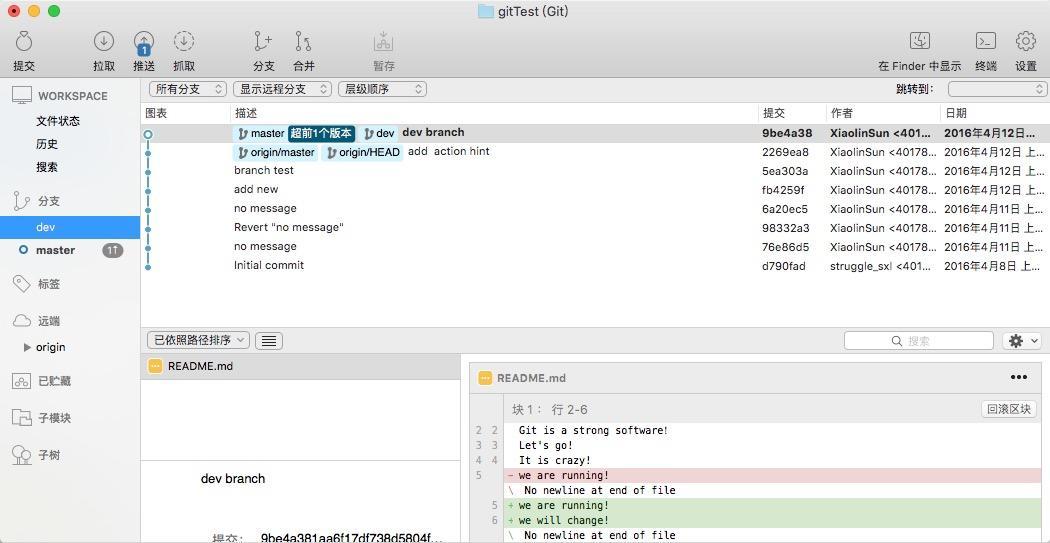 gitTest (Git)
提交 拉取 1 推送 抓取 分支 合并 暂存 在 Finder 中显示 终端 设置
WORKSPACE
文件状态
历史
搜索
分支
dev
master 1↑
标签
远端
origin
已贮藏
子模块
子树
所有分支 显示远程分支 层级顺序 跳转到:
图表 描述 提交 作者 日期
master 超前1个版本 dev dev branch 9be4a38 XiaolinSun <401... 2016年4月12日...
origin/master origin/HEAD add action hint 2269ea8 XiaolinSun <40178... 2016年4月12日 上...
branch test 5ea303a XiaolinSun <40178... 2016年4月12日 上...
add new fb4259f XiaolinSun <40178... 2016年4月12日 上...
no message 6a20ec5 XiaolinSun <40178... 2016年4月11日 上...
Revert "no message" 98332a3 XiaolinSun <40178... 2016年4月11日 上...
no message 76e86d5 XiaolinSun <40178... 2016年4月11日 上...
Initial commit d790fad struggle_sxl <401... 2016年4月8日 上...
已依照路径排序 搜索
README.md
dev branch
提交: 9be4a381aa6f17df738d5804f...
README.md •••
块 1： 行 2-6 回滚区块
2 2 Git is a strong software!
3 3 Let's go!
4 4 It is crazy!
5 - we are running!
\ No newline at end of file
5 + we are running!
6 + we will change!
\ No newline at end of file